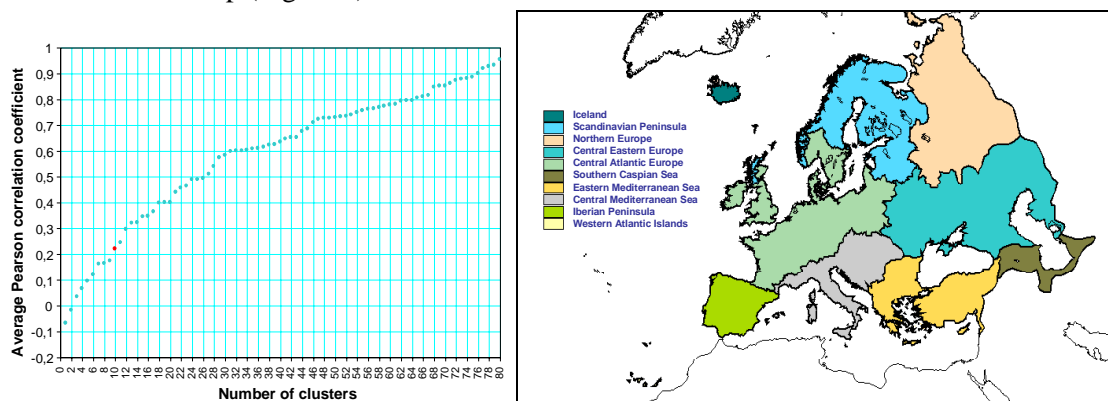 Average Pearson correlation coefficient
1
0,9
0,8
0,7
0,6
0,5
0,4
0,3
0,2
0,1
0
-0,1
-0,2
0 2 4 6 8 10 12 14 16 18 20 22 24 26 28 30 32 34 36 38 40 42 44 46 48 50 52 54 56 58 60 62 64 66 68 70 72 74 76 78 80
Number of clusters
Iceland
Scandinavian Peninsula
Northern Europe
Central Eastern Europe
Central Atlantic Europe
Southern Caspian Sea
Eastern Mediterranean Sea
Central Mediterranean Sea
Iberian Peninsula
Western Atlantic Islands